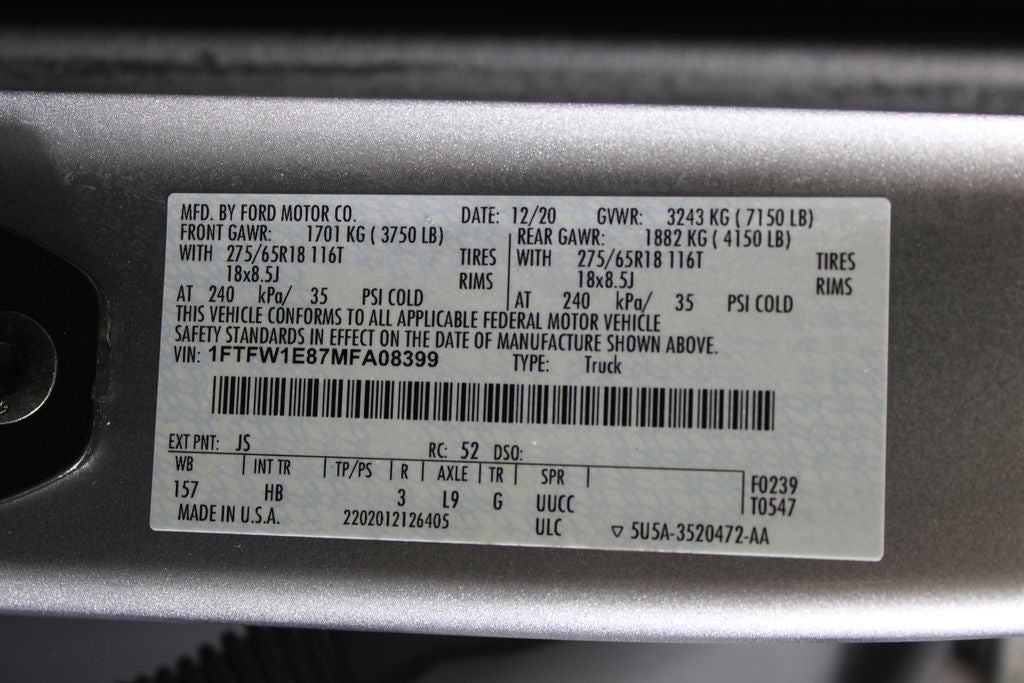 MFD. BY FORD MOTOR CO. DATE: 12/20 GVWR: 3243 KG ( 7150 LB)
FRONT GAWR: 1701 KG ( 3750 LB) REAR GAWR: 1882 KG ( 4150 LB)
WITH 275/65R18 116T TIRES WITH 275/65R18 116T TIRES
18x8.5J RIMS 18x8.5J RIMS
AT 240 kPa/ 35 PSI COLD AT 240 kPa/ 35 PSI COLD
THIS VEHICLE CONFORMS TO ALL APPLICABLE FEDERAL MOTOR VEHICLE
SAFETY STANDARDS IN EFFECT ON THE DATE OF MANUFACTURE SHOWN ABOVE.
VIN: 1FTFW1E87MFA08399 TYPE: Truck
EXT PNT: JS RC: 52 DSO:
WB INT TR TP/PS R AXLE TR SPR F0239
157 HB 3 L9 G UUCC T0547
MADE IN U.S.A. 2202012126405 ULC ▽ 5U5A-3520472-AA